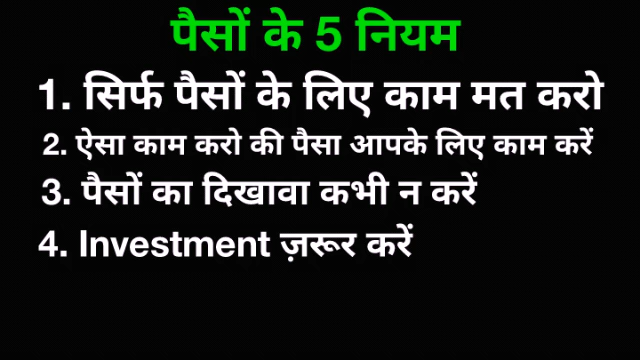 पैसों के 5 नियम
1. सिर्फ पैसों के लिए काम मत करो
2. ऐसा काम करो की पैसा आपके लिए काम करें
3. पैसों का दिखावा कभी न करें
4. Investment ज़रूर करें